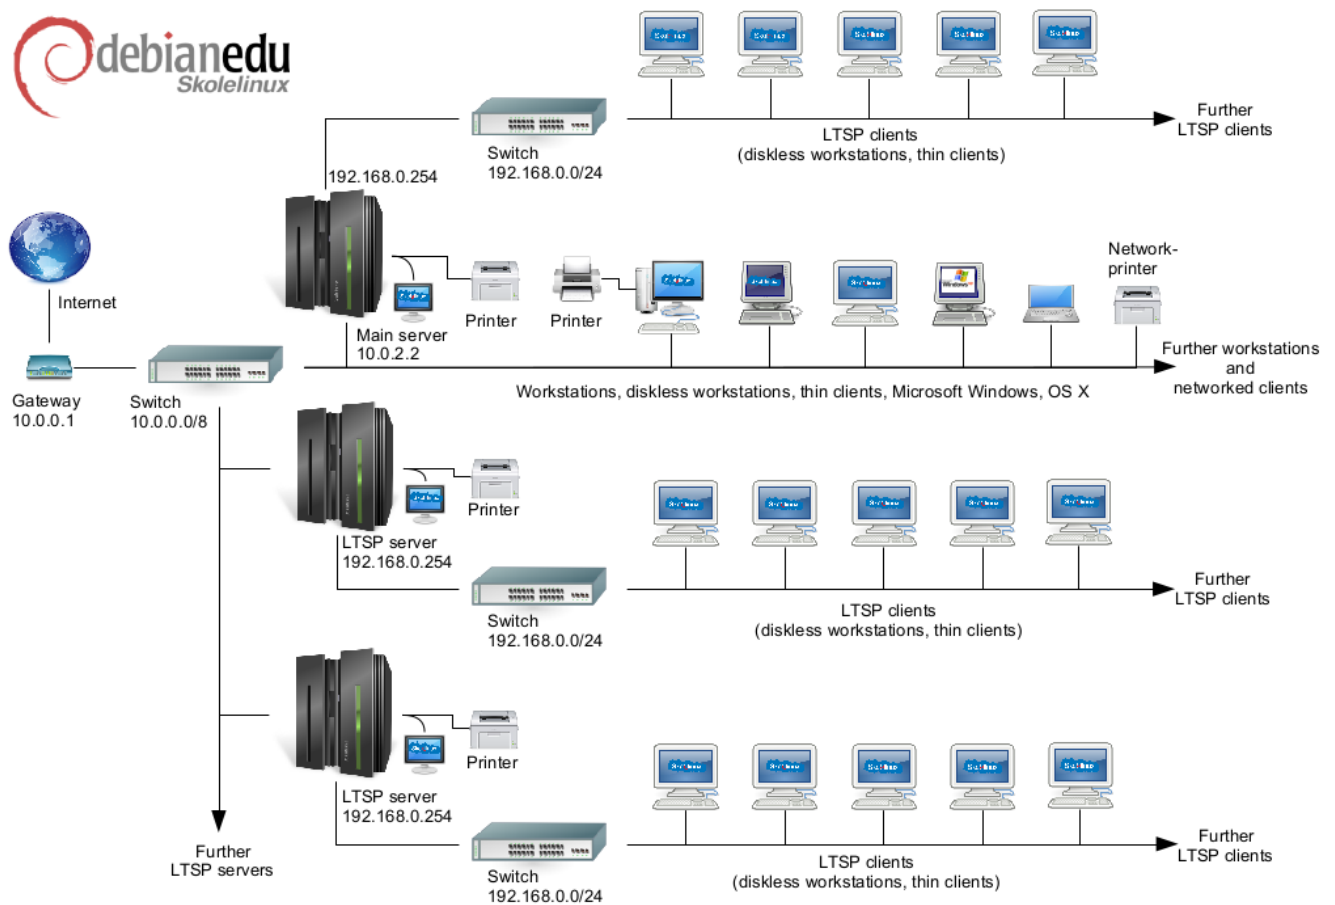 debianedu
Skolelinux
Further
LTSP clients
LTSP clients
(diskless workstations, thin clients)
Switch
192.168.0.0/24
192.168.0.254
Internet
Network-
printer
Printer
Printer
Main server
10.0.2.2
Windows
Further workstations
and
networked clients
Workstations, diskless workstations, thin clients, Microsoft Windows, OS X
Gateway
10.0.0.1
Switch
10.0.0.0/8
Printer
LTSP server
192.168.0.254
Further
LTSP clients
LTSP clients
(diskless workstations, thin clients)
Switch
192.168.0.0/24
Printer
LTSP server
192.168.0.254
Further
LTSP servers
Further
LTSP clients
LTSP clients
(diskless workstations, thin clients)
Switch
192.168.0.0/24